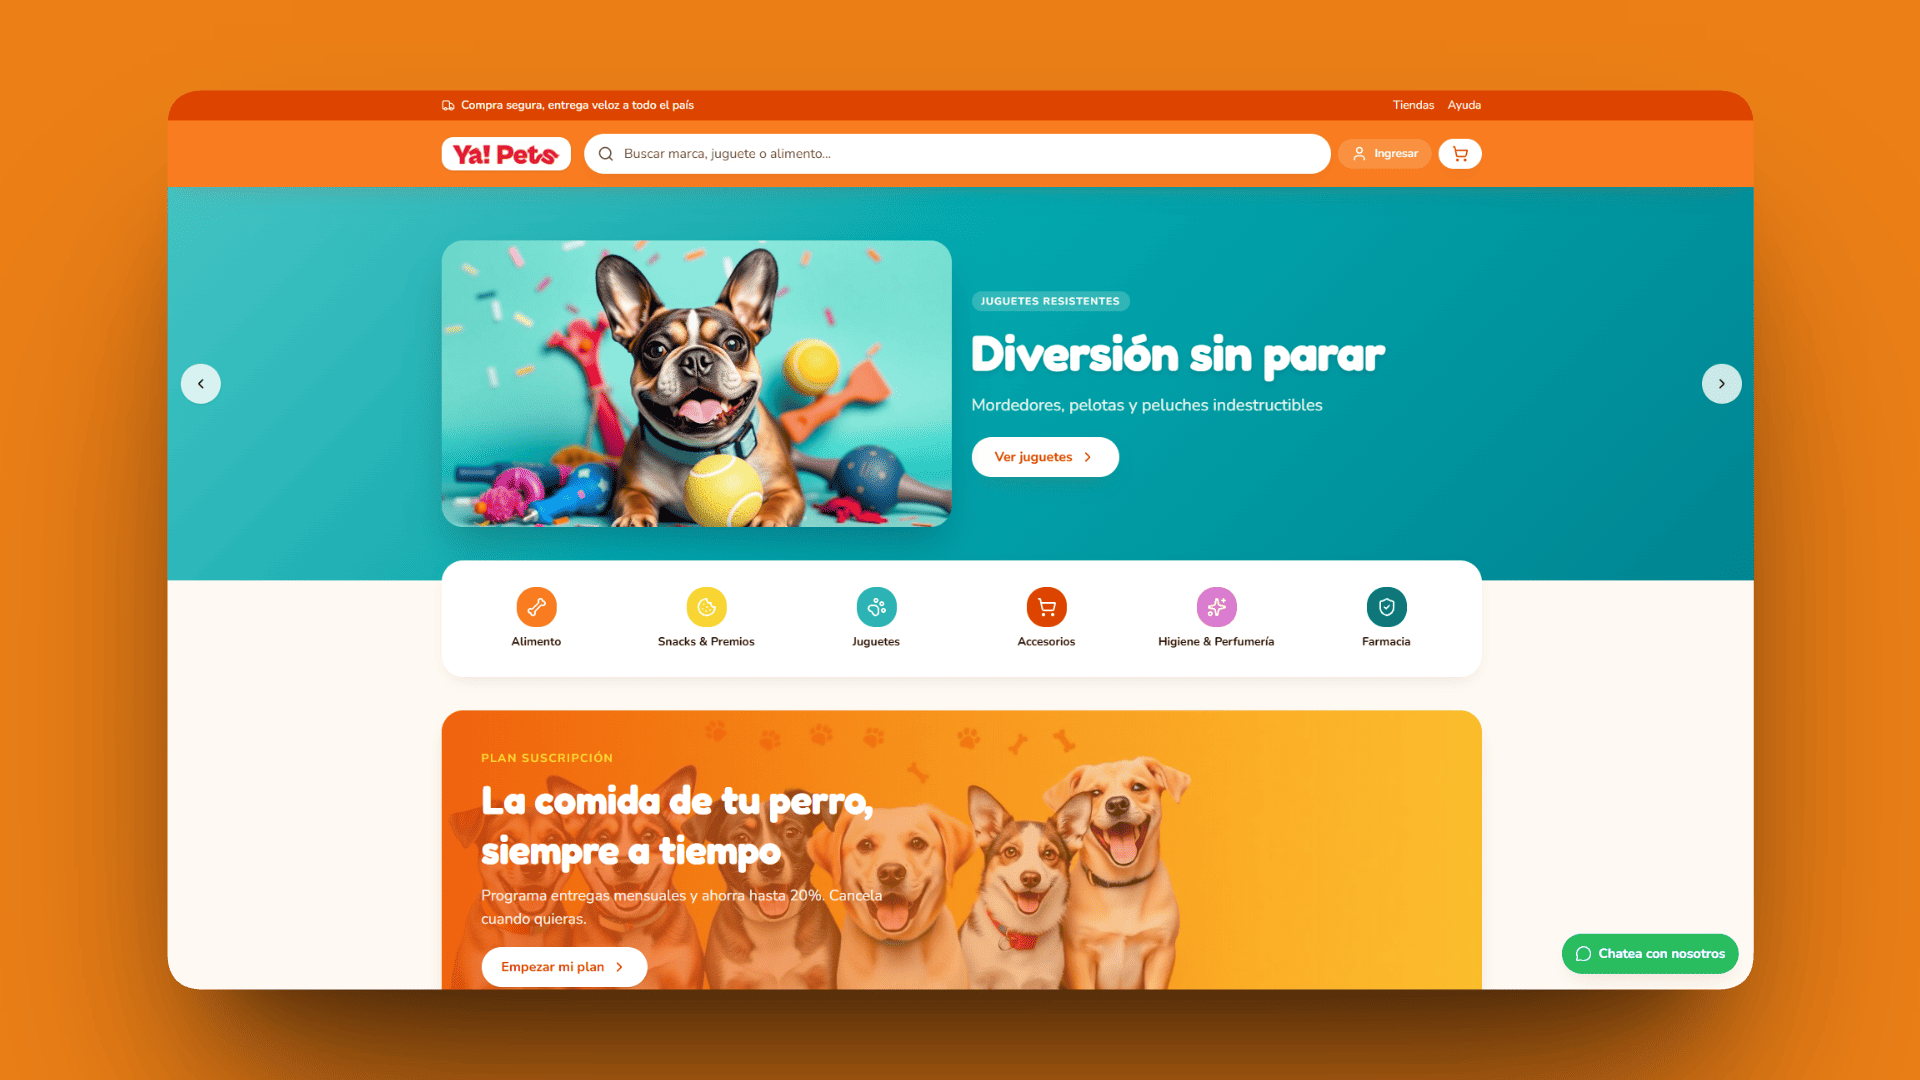 Compra segura, entrega veloz a todo el país
Tiendas
Ayuda
Ya! Pets
Buscar marca, juguete o alimento...
Ingresar
JUGUETES RESISTENTES
Diversión sin parar
Mordedores, pelotas y peluches indestructibles
Ver juguetes
Alimento
Snacks & Premios
Juguetes
Accesorios
Higiene & Perfumería
Farmacia
PLAN SUSCRIPCIÓN
La comida de tu perro,
siempre a tiempo
Programa entregas mensuales y ahorra hasta 20%. Cancela
cuando quieras.
Empezar mi plan
Chatea con nosotros